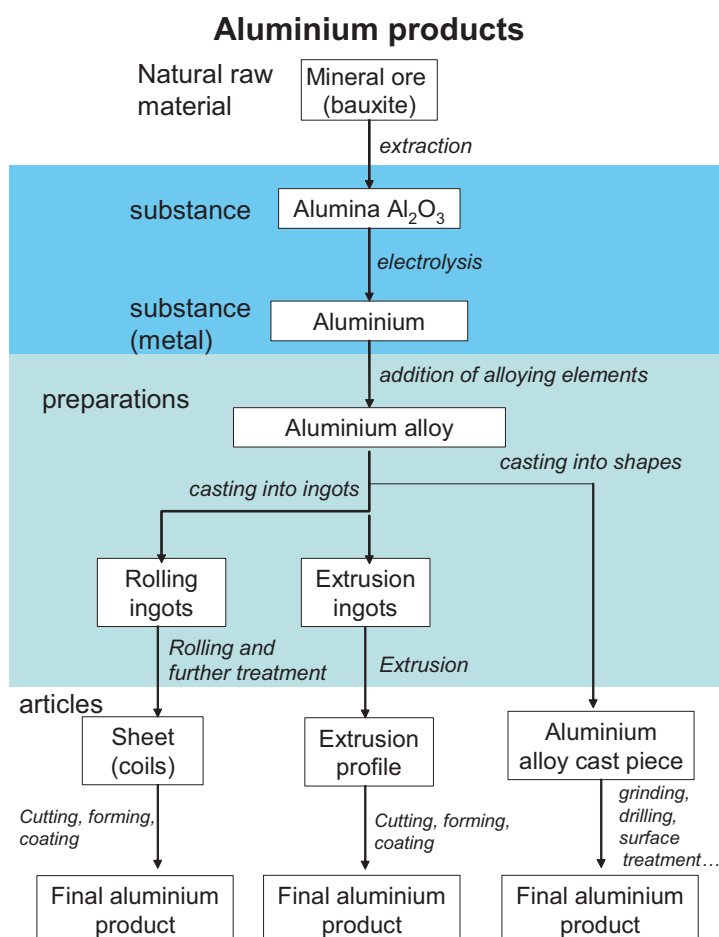 Aluminium products
Natural raw
material
Mineral ore
(bauxite)
extraction
substance
Alumina Al₂O₃
electrolysis
substance
(metal)
Aluminium
addition of alloying elements
preparations
Aluminium alloy
casting into shapes
casting into ingots
Rolling
ingots
Extrusion
ingots
Rolling and
further treatment
Extrusion
articles
Sheet
(coils)
Extrusion
profile
Aluminium
alloy cast piece
Cutting, forming,
coating
Cutting, forming,
coating
grinding,
drilling,
surface
treatment…
Final aluminium
product
Final aluminium
product
Final aluminium
product